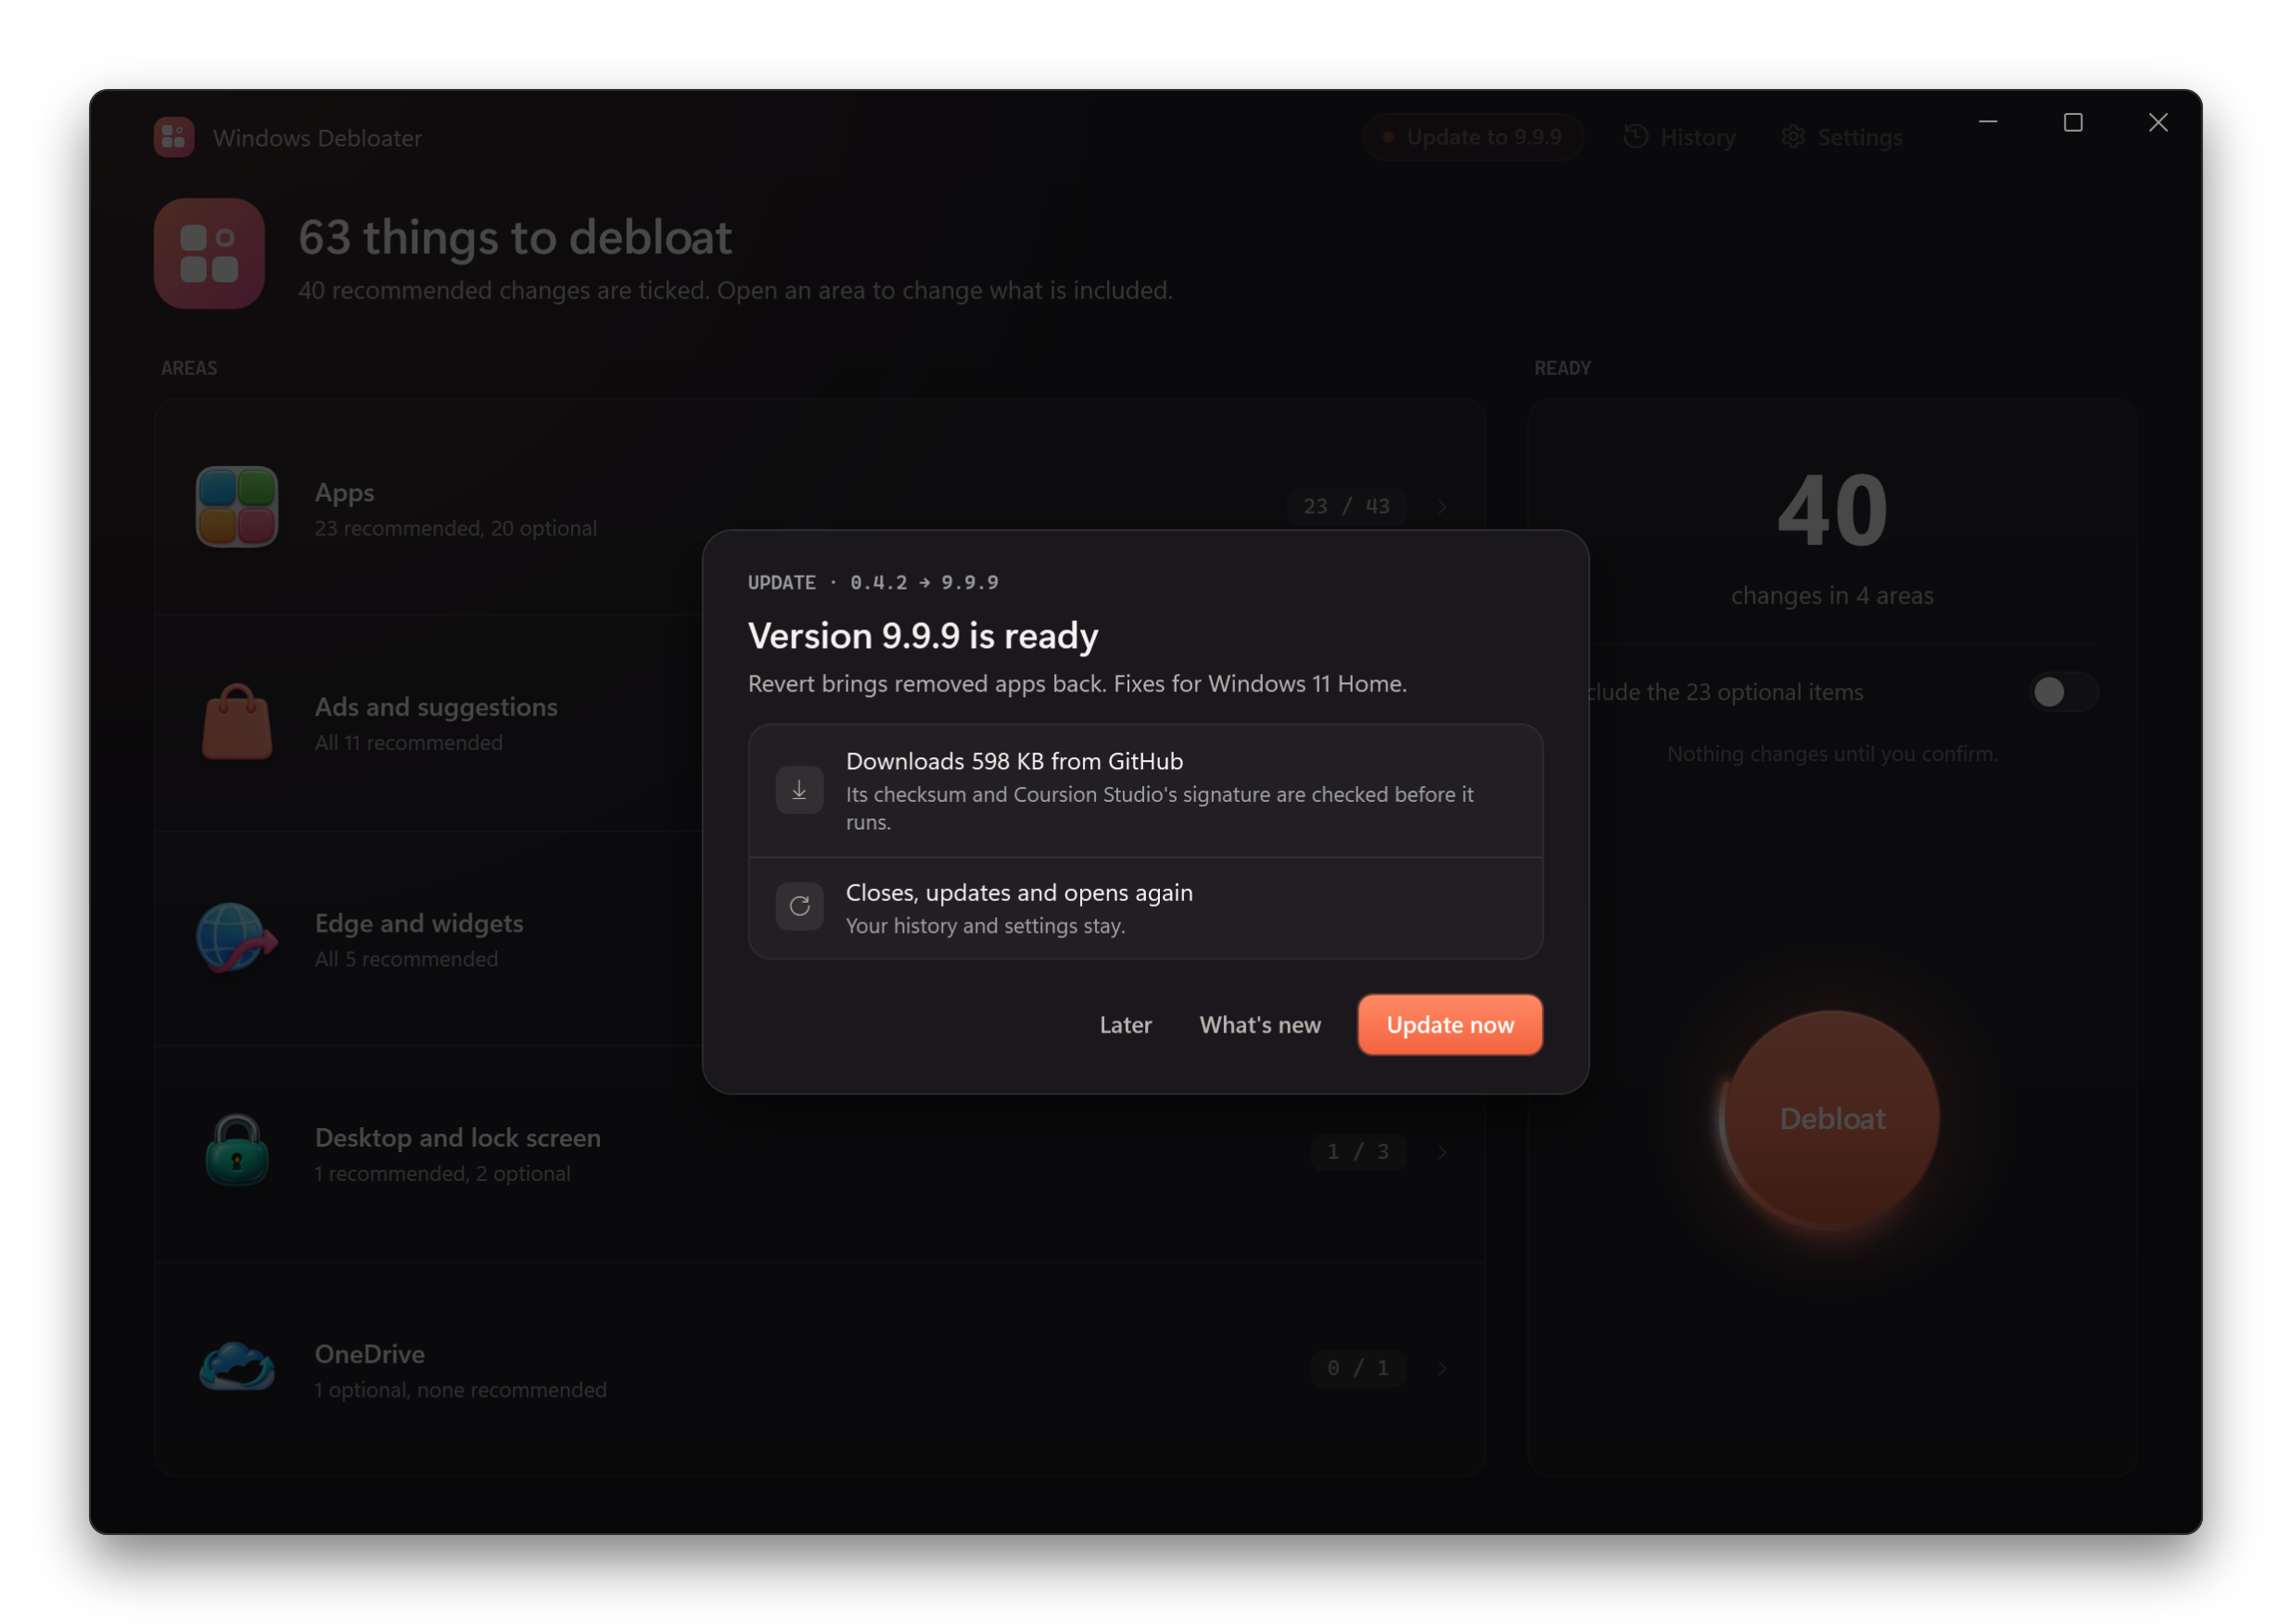 Windows Debloater
Update to 9.9.9
History
Settings
63 things to debloat
40 recommended changes are ticked. Open an area to change what is included.
AREAS
READY
Apps
23 recommended, 20 optional
23 / 43
Ads and suggestions
All 11 recommended
Edge and widgets
All 5 recommended
Desktop and lock screen
1 recommended, 2 optional
1 / 3
OneDrive
1 optional, none recommended
0 / 1
40
changes in 4 areas
the 23 optional items
Nothing changes until you confirm.
Debloat
UPDATE · 0.4.2 → 9.9.9
Version 9.9.9 is ready
Revert brings removed apps back. Fixes for Windows 11 Home.
Downloads 598 KB from GitHub
Its checksum and Coursion Studio's signature are checked before it
runs.
Closes, updates and opens again
Your history and settings stay.
Later
What's new
Update now